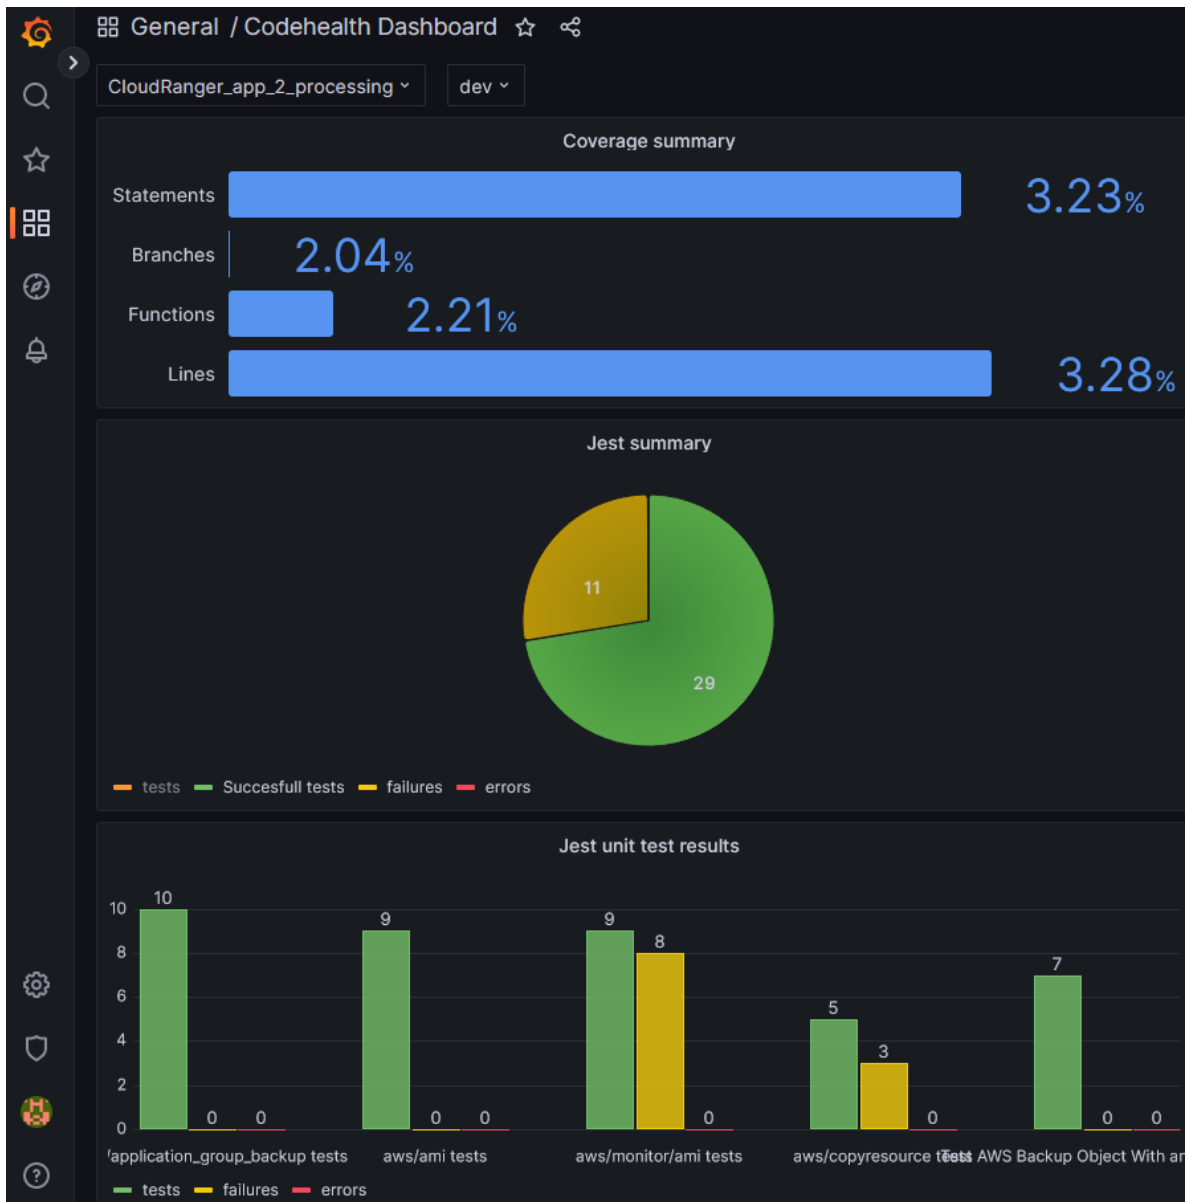 General / Codehealth Dashboard
CloudRanger_app_2_processing dev
Coverage summary
Statements 3.23%
Branches 2.04%
Functions 2.21%
Lines 3.28%
Jest summary
11
29
tests Succesfull tests failures errors
Jest unit test results
10
8
6
4
2
0
10 0 0
9 0 0
9 8 0
5 3 0
7 0 0
/application_group_backup tests aws/ami tests aws/monitor/ami tests aws/copyresource tests Test AWS Backup Object With ar
tests failures errors